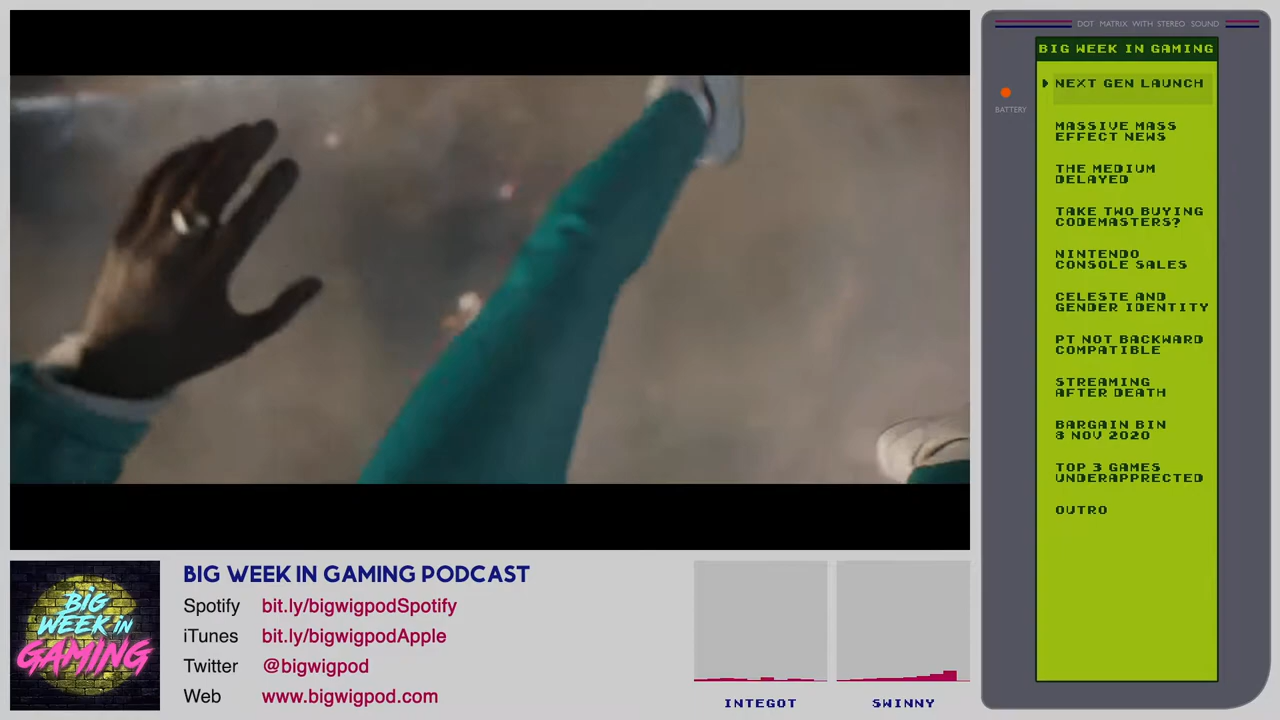 DOT MATRIX WITH STEREO SOUND
BIG WEEK IN GAMING
NEXT GEN LAUNCH
BATTERY
MASSIVE MASS
EFFECT NEWS
THE MEDIUM
DELAYED
TAKE TWO BUYING
CODEMASTERS?
NINTENDO
CONSOLE SALES
CELESTE AND
GENDER IDENTITY
PT NOT BACKWARD
COMPATIBLE
STREAMING
AFTER DEATH
BARGAIN BIN
8 NOV 2020
TOP 3 GAMES
UNDERAPPRECTED
OUTRO
BIG
WEEK IN
GAMING
BIG WEEK IN GAMING PODCAST
Spotify bit.ly/bigwigpodSpotify
iTunes bit.ly/bigwigpodApple
Twitter @bigwigpod
Web www.bigwigpod.com
INTEGOT
SWINNY